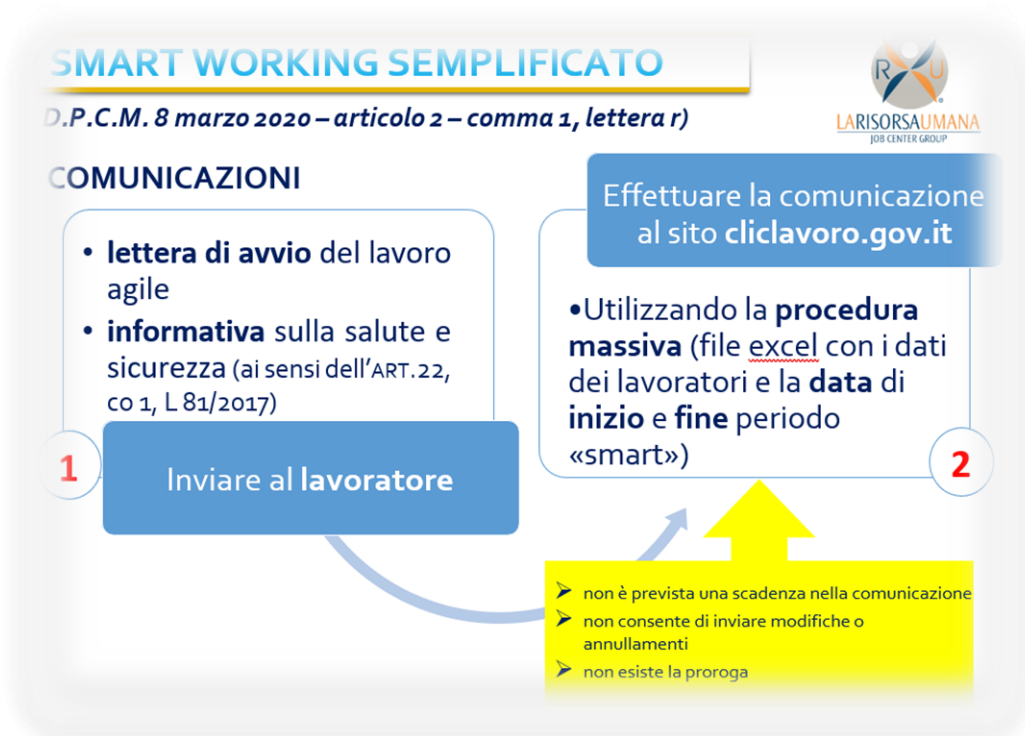 SMART WORKING SEMPLIFICATO
D.P.C.M. 8 marzo 2020 – articolo 2 – comma 1, lettera r)
RU
LARISORSAUMANA
JOB CENTER GROUP
COMUNICAZIONI
• lettera di avvio del lavoro
agile
• informativa sulla salute e
sicurezza (ai sensi dell'ART.22,
co 1, L 81/2017)
1
Inviare al lavoratore
Effettuare la comunicazione
al sito cliclavoro.gov.it
•Utilizzando la procedura
massiva (file excel con i dati
dei lavoratori e la data di
inizio e fine periodo
«smart»)
2
➢ non è prevista una scadenza nella comunicazione
➢ non consente di inviare modifiche o
annullamenti
➢ non esiste la proroga